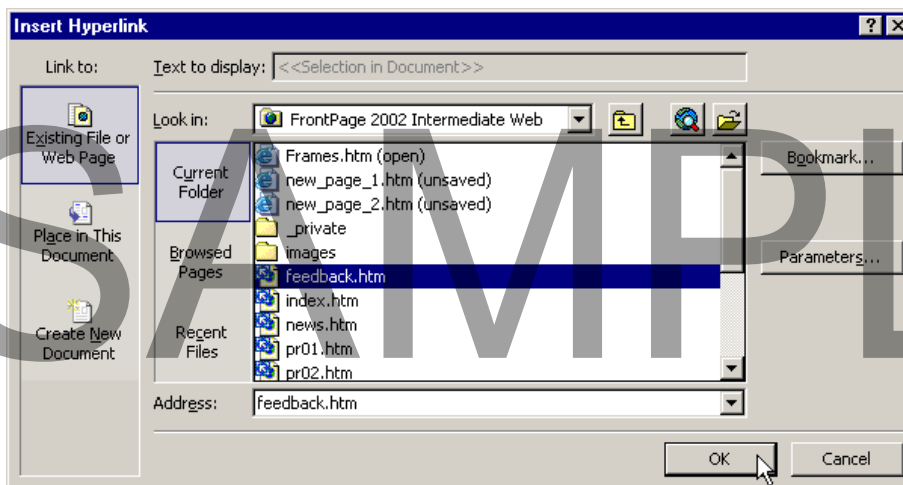 Insert Hyperlink
Link to:
Text to display: <<Selection in Document>>
Existing File or
Web Page
Place in This
Document
Create New
Document
Look in: FrontPage 2002 Intermediate Web
Current
Folder
Browsed
Pages
Recent
Files
Frames.htm (open)
new_page_1.htm (unsaved)
new_page_2.htm (unsaved)
_private
images
feedback.htm
index.htm
news.htm
pr01.htm
pr02.htm
Bookmark...
Parameters...
Address: feedback.htm
OK
Cancel
SAMPL